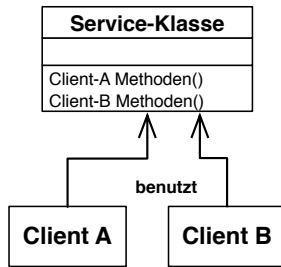 Service-Klasse
Client-A Methoden()
Client-B Methoden()
benutzt
Client A
Client B